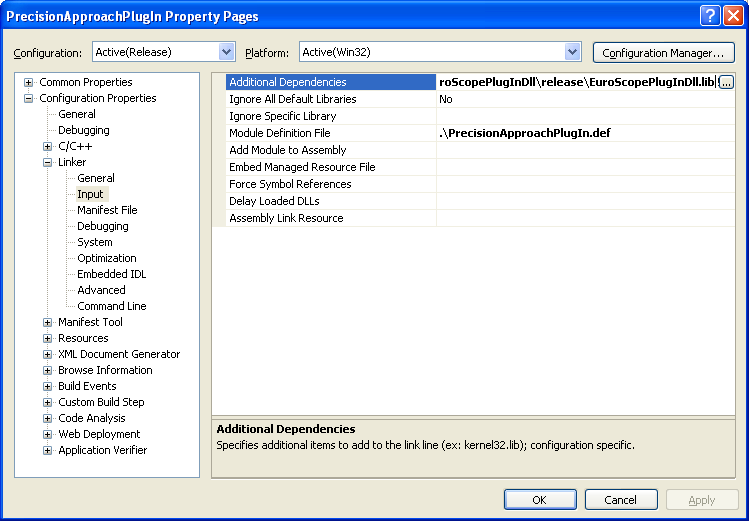 PrecisionApproachPlugIn Property Pages
Configuration: Active(Release) Platform: Active(Win32) Configuration Manager...
Common Properties
Configuration Properties
General
Debugging
C/C++
Linker
General
Input
Manifest File
Debugging
System
Optimization
Embedded IDL
Advanced
Command Line
Manifest Tool
Resources
XML Document Generator
Browse Information
Build Events
Custom Build Step
Code Analysis
Web Deployment
Application Verifier
Additional Dependencies roScopePlugInDll\release\EuroScopePlugInDll.lib ...
Ignore All Default Libraries No
Ignore Specific Library
Module Definition File .\PrecisionApproachPlugIn.def
Add Module to Assembly
Embed Managed Resource File
Force Symbol References
Delay Loaded DLLs
Assembly Link Resource
Additional Dependencies
Specifies additional items to add to the link line (ex: kernel32.lib); configuration specific.
OK Cancel Apply